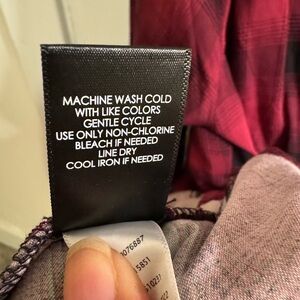 MACHINE WASH COLD
WITH LIKE COLORS
GENTLE CYCLE
USE ONLY NON-CHLORINE
BLEACH IF NEEDED
LINE DRY
COOL IRON IF NEEDED